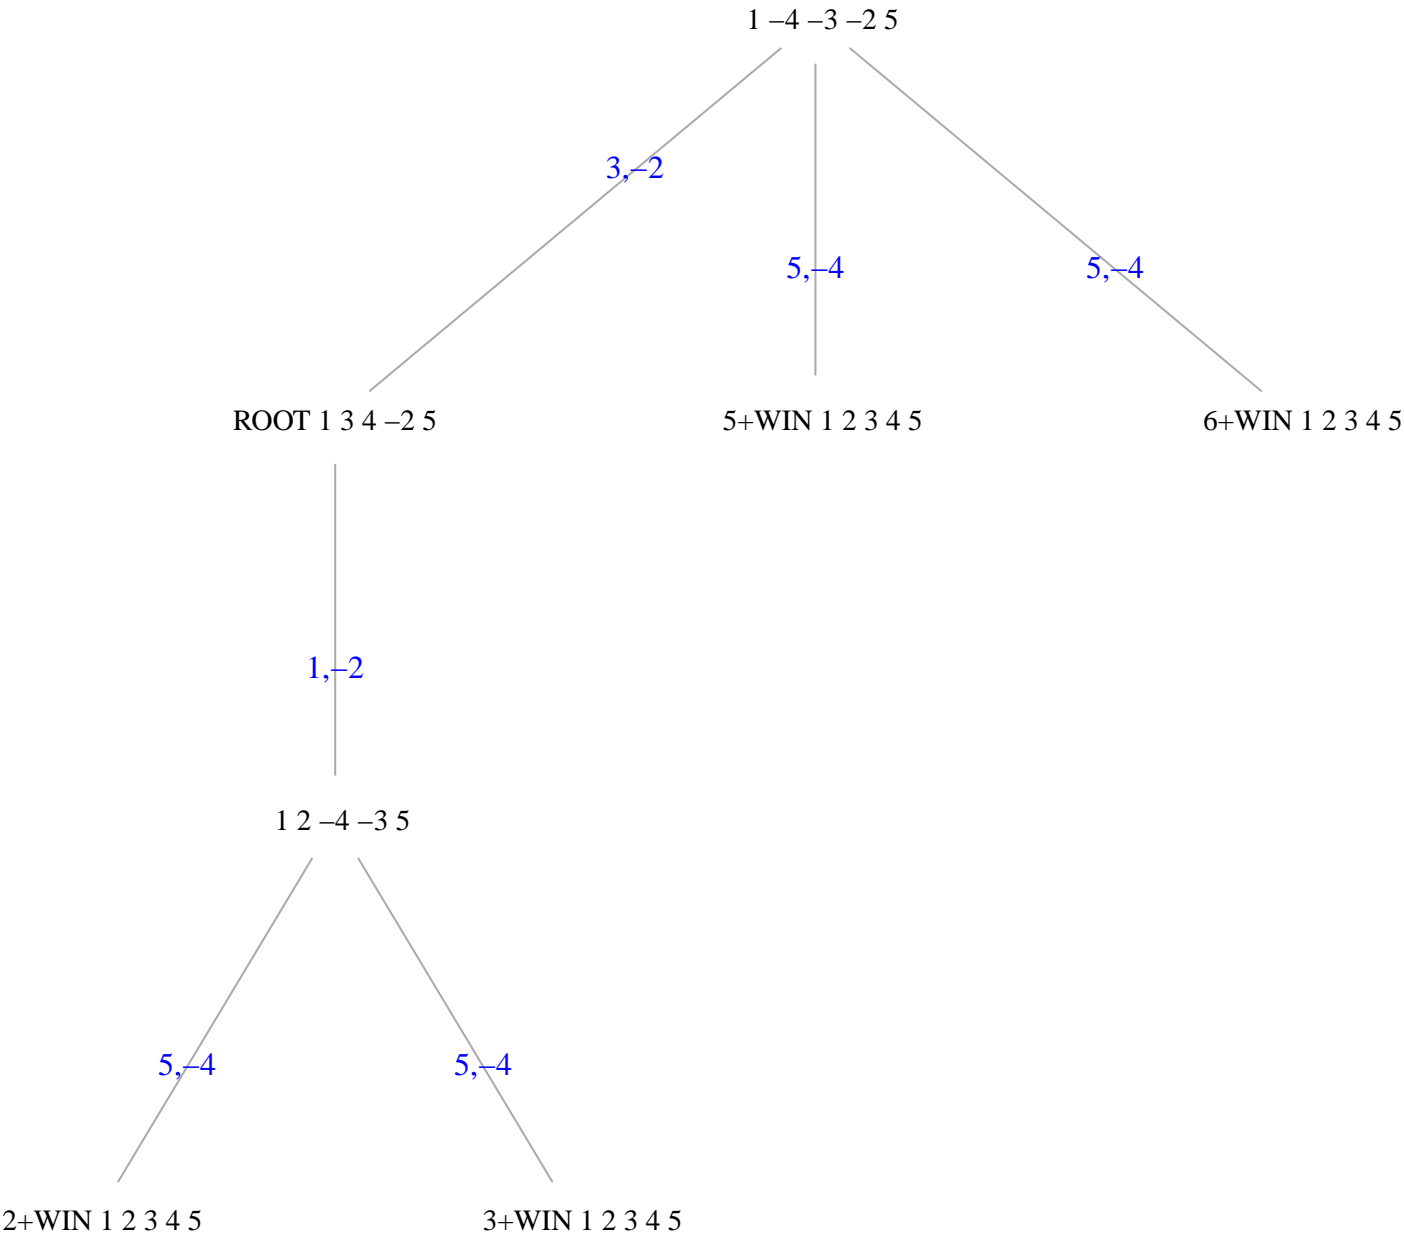 1 –4 –3 –2 5
3,–2
5,–4
5,–4
ROOT 1 3 4 –2 5
5+WIN 1 2 3 4 5
6+WIN 1 2 3 4 5
1,–2
1 2 –4 –3 5
5,–4
5,–4
2+WIN 1 2 3 4 5
3+WIN 1 2 3 4 5